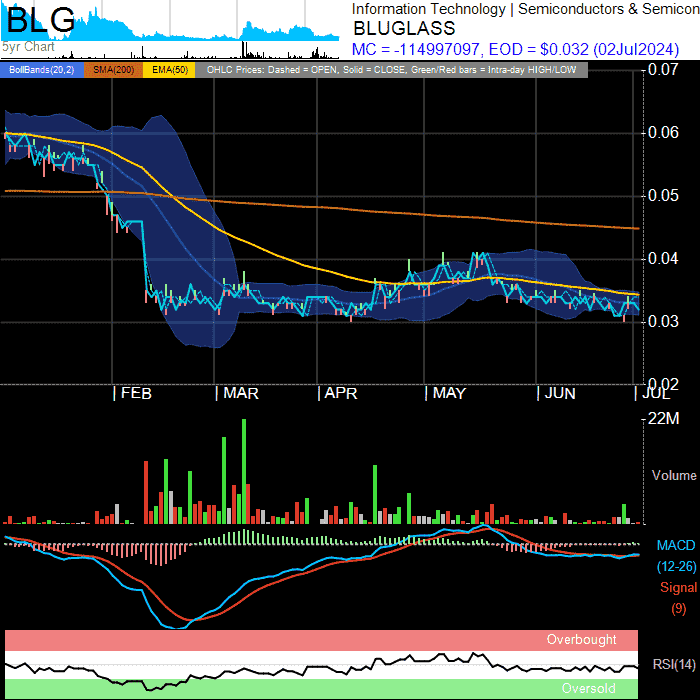 BLG
5yr Chart
Information Technology | Semiconductors & Semicon
BLUGLASS
MC = -114997097, EOD = $0.032 (02Jul2024)
BollBands(20,2) SMA(200) EMA(50) OHLC Prices: Dashed = OPEN, Solid = CLOSE, Green/Red bars = Intra-day HIGH/LOW
0.07
0.06
0.05
0.04
0.03
0.02
FEB MAR APR MAY JUN JUL
22M
Volume
MACD
(12-26)
Signal
(9)
Overbought
RSI(14)
Oversold